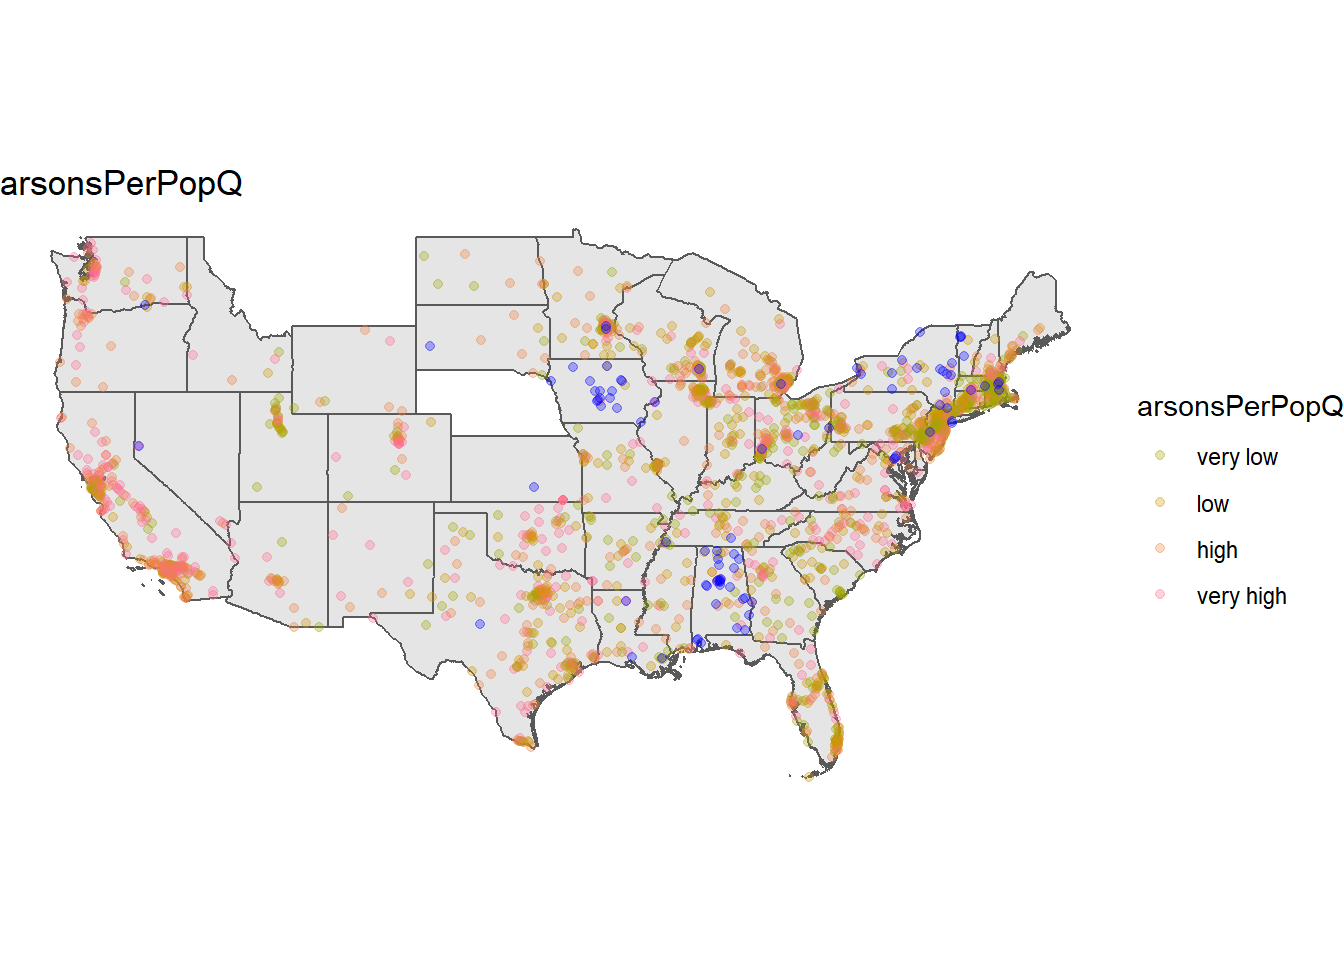 arsonsPerPopQ
arsonsPerPopQ
very low
low
high
very high